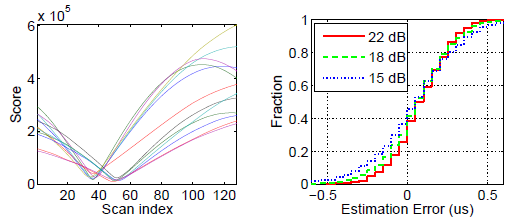 6 x 10^5
4
2
0
20 40 60 80 100 120
Score
Scan index
1
0.8
0.6
0.4
0.2
0
−0.5 0 0.5
Fraction
Estimation Error (us)
22 dB
18 dB
15 dB